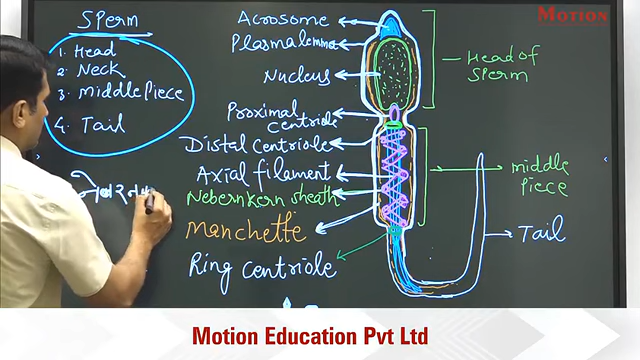 Sperm
1. Head
2. Neck
3. Middle Piece
4. Tail
Acrosome
Plasmalemma
Nucleus
Proximal
Centriole
Distal Centriole
Axial filament
Nebernkern sheath
Manchette
Ring centriole
Head of
Sperm
middle
piece
Tail
MOTION
Motion Education Pvt Ltd